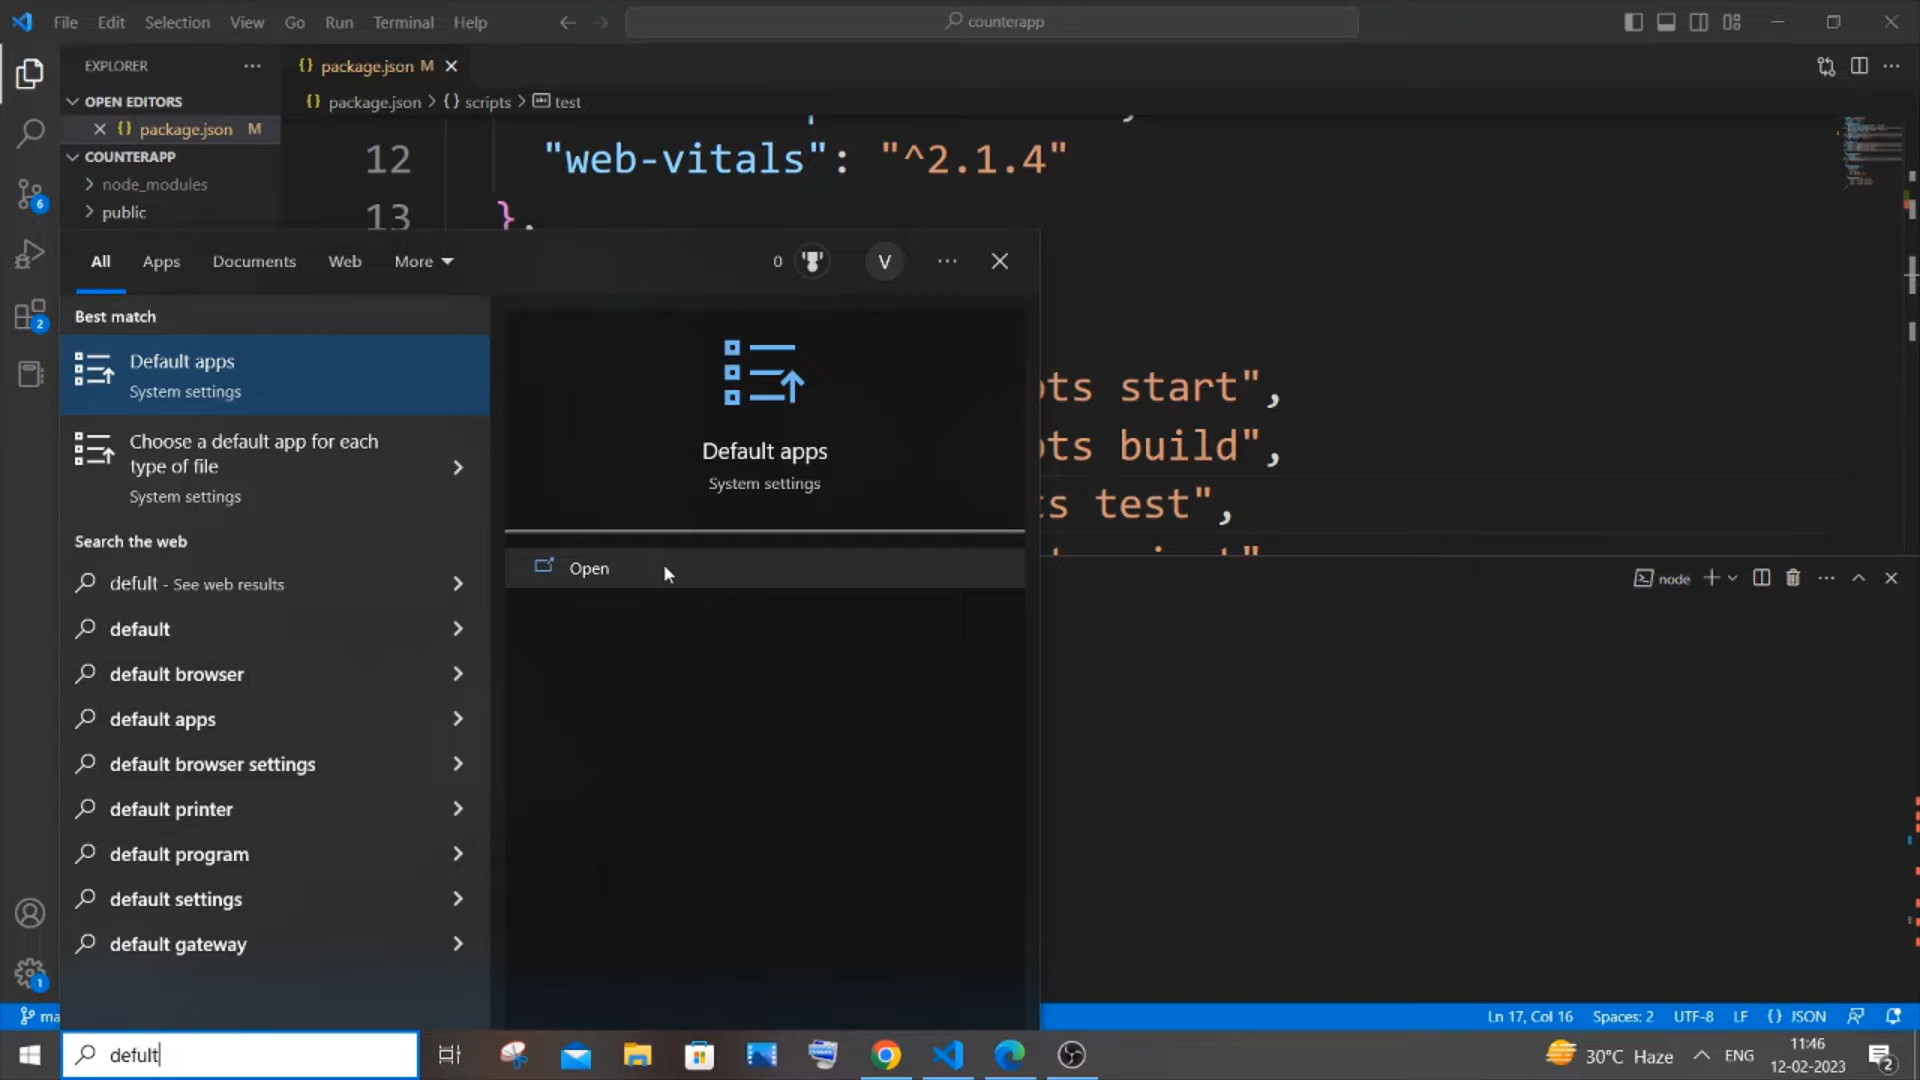 File Edit Selection View Go Run Terminal Help
counterapp
EXPLORER
package.json M
OPEN EDITORS
package.json > {} scripts > test
{} package.json M
COUNTERAPP
node_modules
public
12 "web-vitals": "^2.1.4"
13 },
All Apps Documents Web More
0
V
Best match
Default apps
System settings
Choose a default app for each
type of file
System settings
Search the web
defult - See web results
default
default browser
default apps
default browser settings
default printer
default program
default settings
default gateway
Default apps
System settings
Open
ts start",
ts build",
ts test",
node
6
2
1
Ln 17, Col 16 Spaces: 2 UTF-8 LF {} JSON
defult
30°C Haze
ENG
11:46
12-02-2023
2